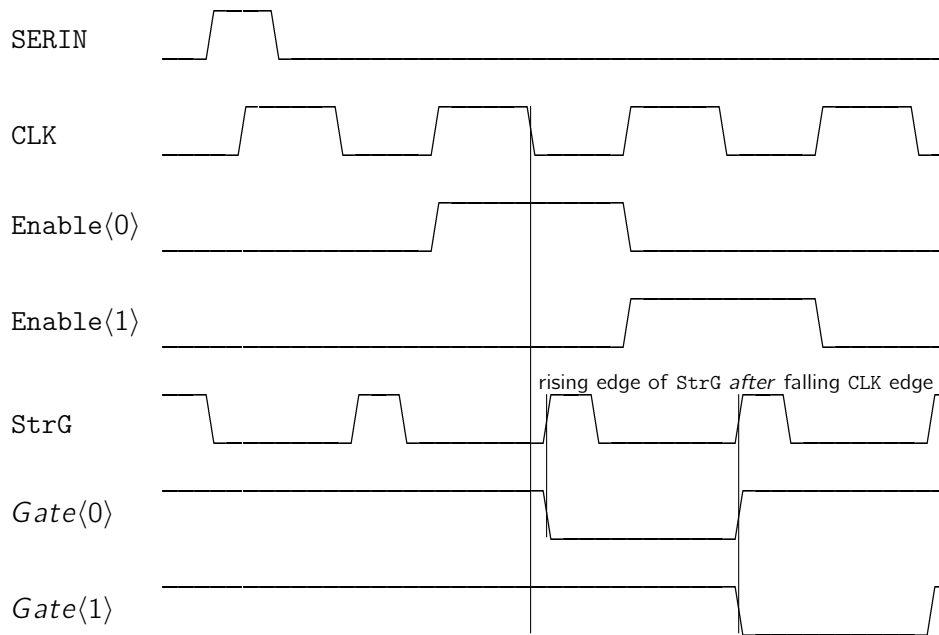 SERIN
CLK
Enable⟨0⟩
Enable⟨1⟩
rising edge of StrG after falling CLK edge
StrG
Gate⟨0⟩
Gate⟨1⟩